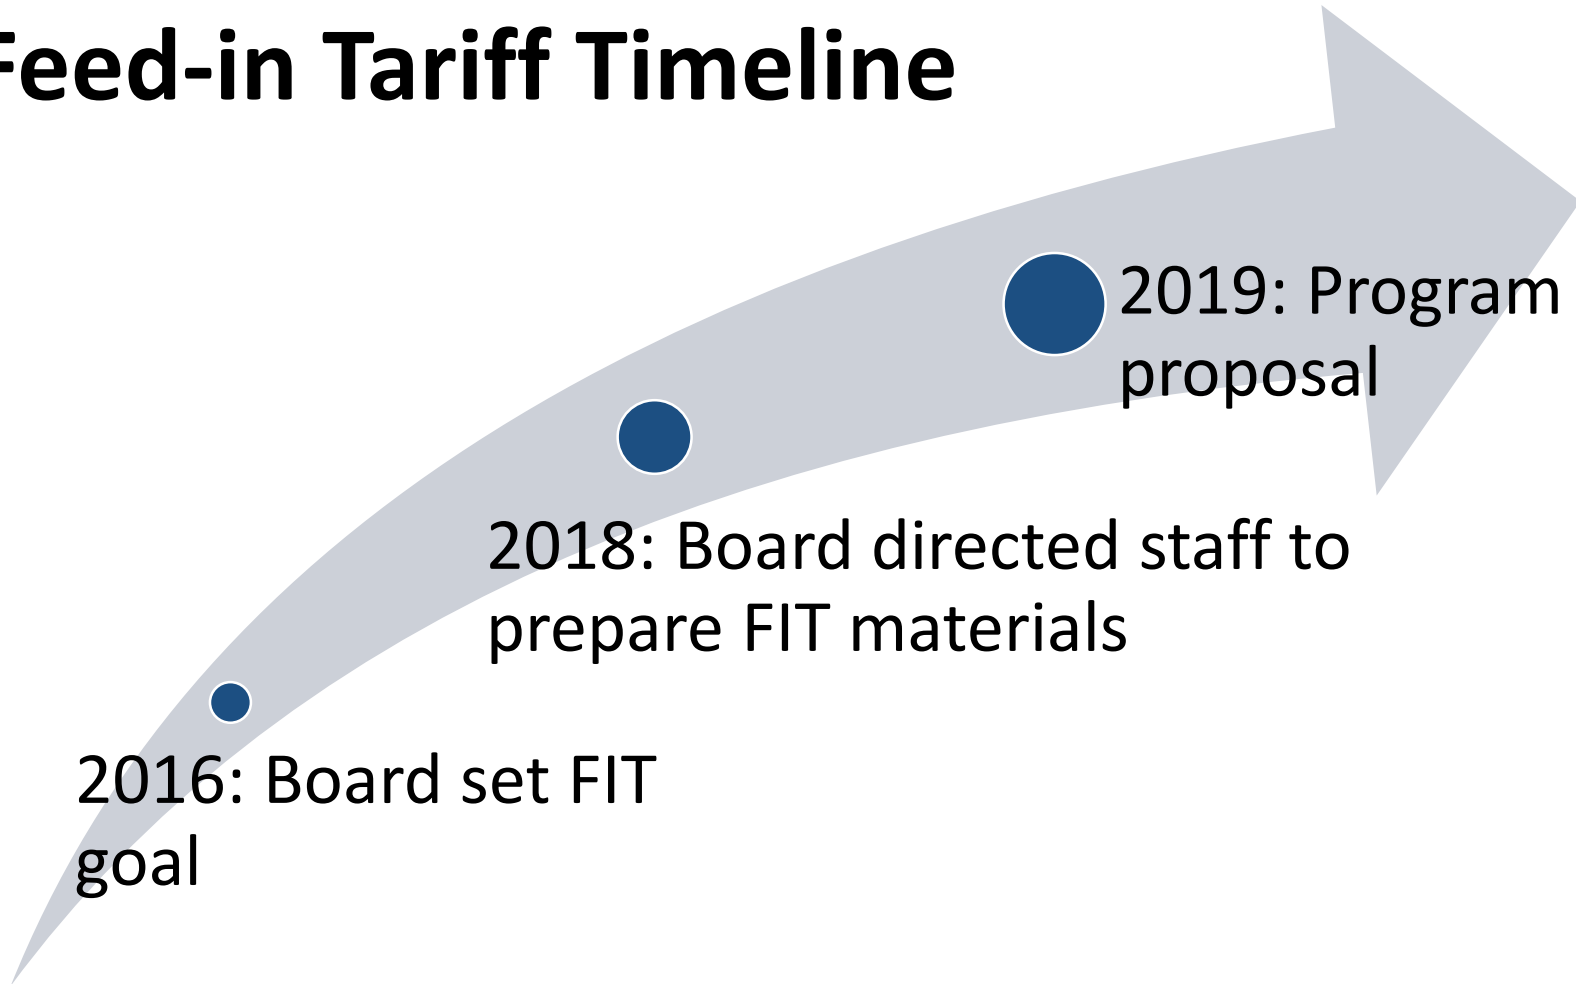 Feed-in Tariff Timeline
2019: Program
proposal
2018: Board directed staff to
prepare FIT materials
2016: Board set FIT
goal